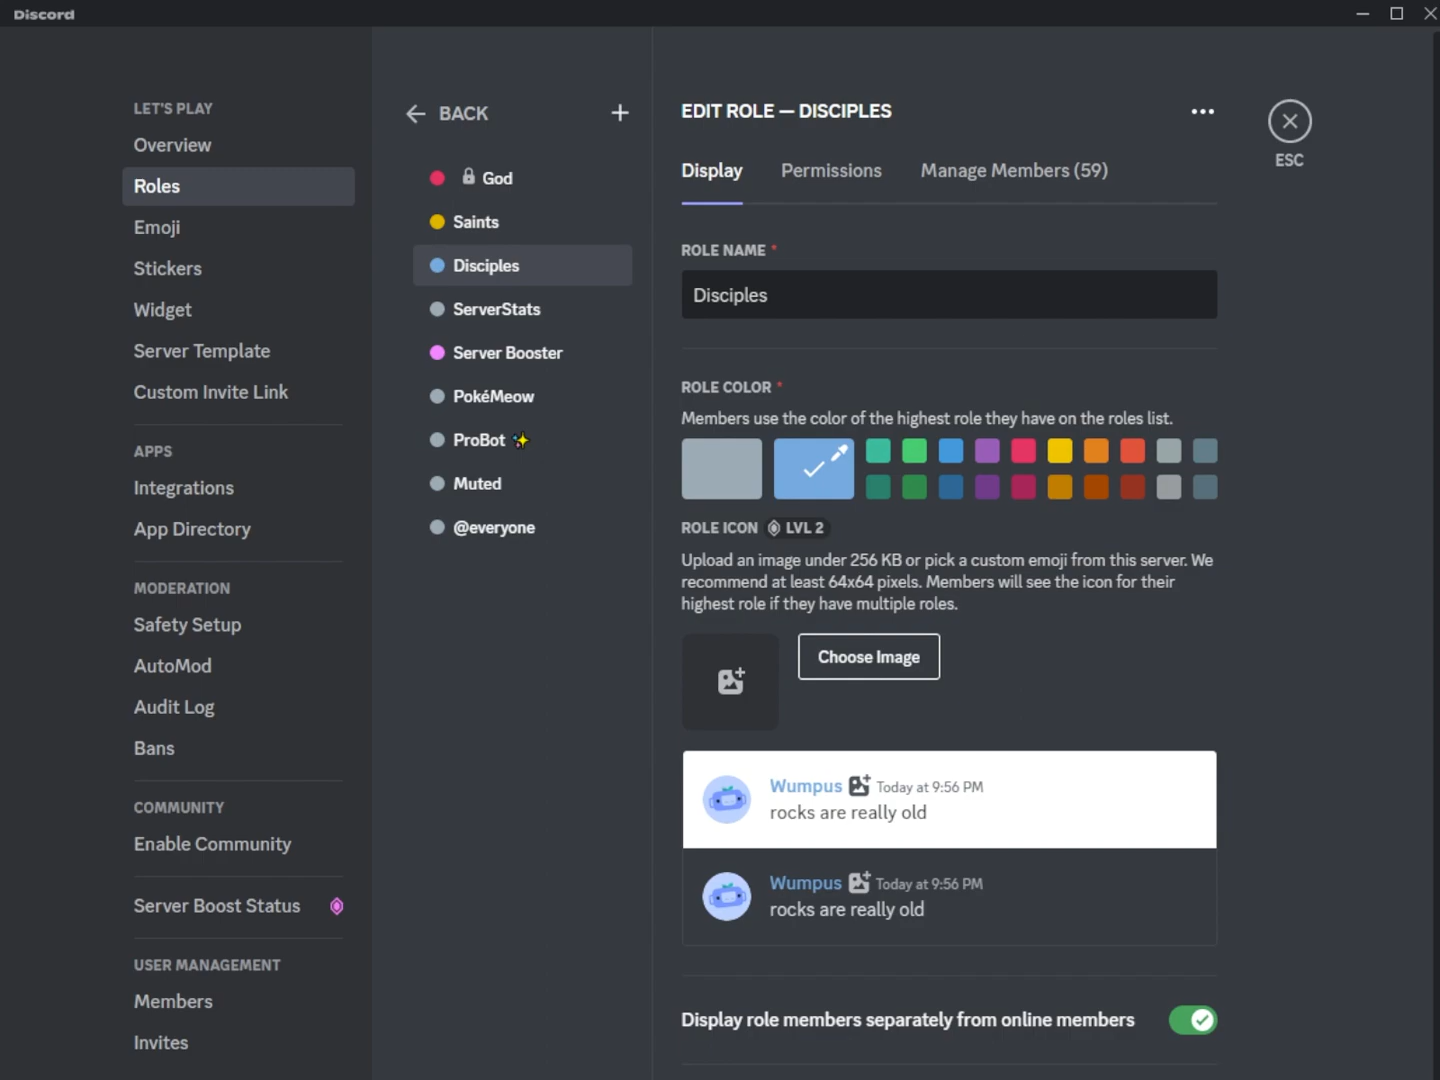 Discord
LET'S PLAY
Overview
Roles
Emoji
Stickers
Widget
Server Template
Custom Invite Link
APPS
Integrations
App Directory
MODERATION
Safety Setup
AutoMod
Audit Log
Bans
COMMUNITY
Enable Community
Server Boost Status
USER MANAGEMENT
Members
Invites
BACK
God
Saints
Disciples
ServerStats
Server Booster
PokéMeow
ProBot ✨
Muted
@everyone
EDIT ROLE — DISCIPLES
Display Permissions Manage Members (59)
ESC
ROLE NAME *
Disciples
ROLE COLOR *
Members use the color of the highest role they have on the roles list.
ROLE ICON LVL 2
Upload an image under 256 KB or pick a custom emoji from this server. We
recommend at least 64x64 pixels. Members will see the icon for their
highest role if they have multiple roles.
Choose Image
Wumpus Today at 9:56 PM
rocks are really old
Wumpus Today at 9:56 PM
rocks are really old
Display role members separately from online members